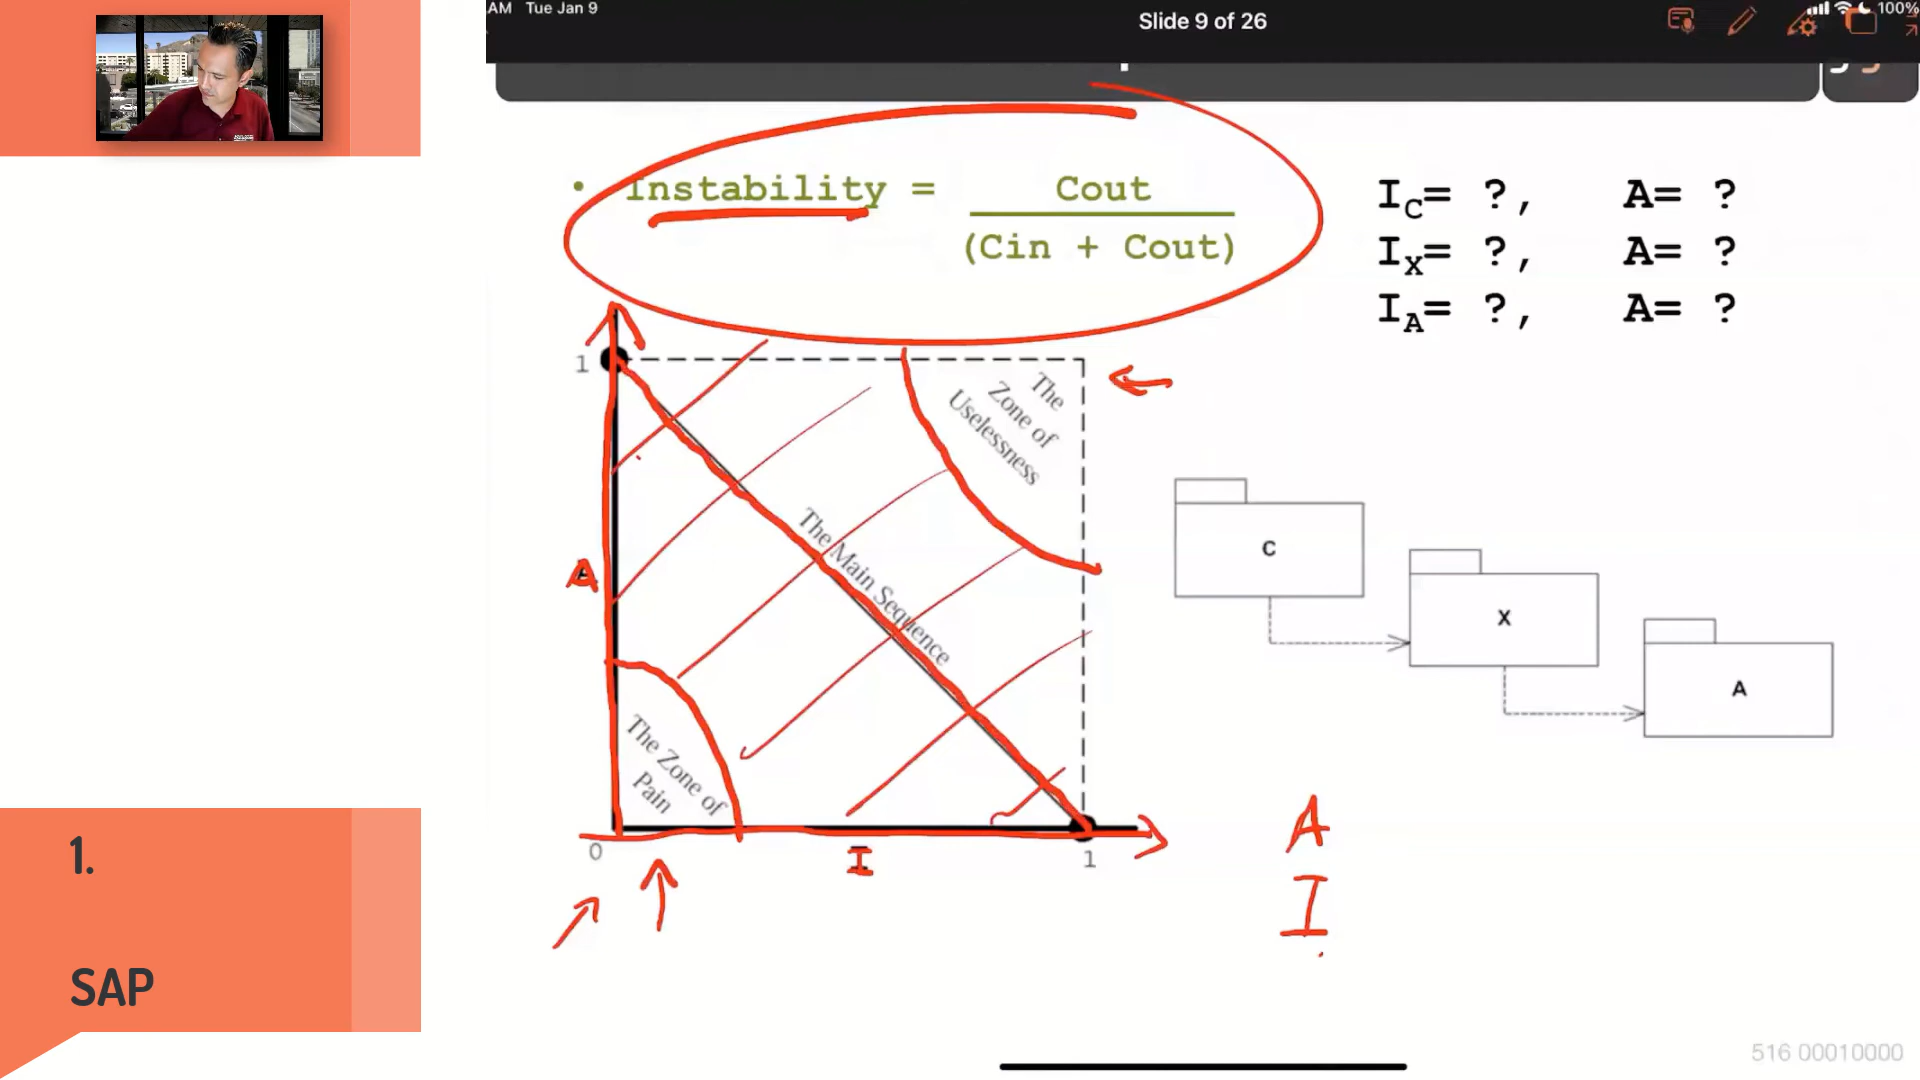 AM Tue Jan 9
Slide 9 of 26
100%
• Instability = Cout
(Cin + Cout)
IC= ?, A= ?
IX= ?, A= ?
IA= ?, A= ?
1
The
Zone of
Uselessness
The Main Sequence
A
The Zone of
Pain
0
I
1
C
X
A
A
I
1.
SAP
516 00010000